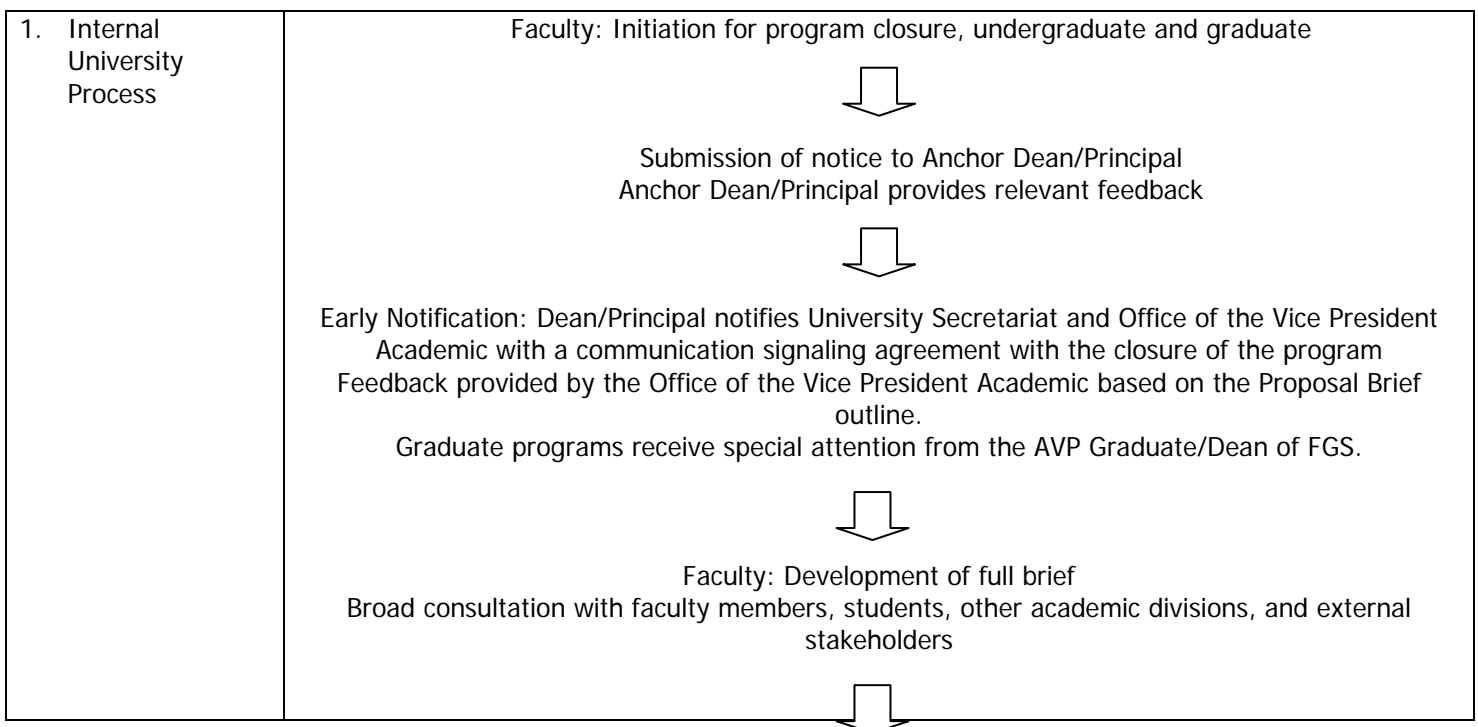 1. Internal
University
Process
Faculty: Initiation for program closure, undergraduate and graduate
Submission of notice to Anchor Dean/Principal
Anchor Dean/Principal provides relevant feedback
Early Notification: Dean/Principal notifies University Secretariat and Office of the Vice President
Academic with a communication signaling agreement with the closure of the program
Feedback provided by the Office of the Vice President Academic based on the Proposal Brief
outline.
Graduate programs receive special attention from the AVP Graduate/Dean of FGS.
Faculty: Development of full brief
Broad consultation with faculty members, students, other academic divisions, and external
stakeholders